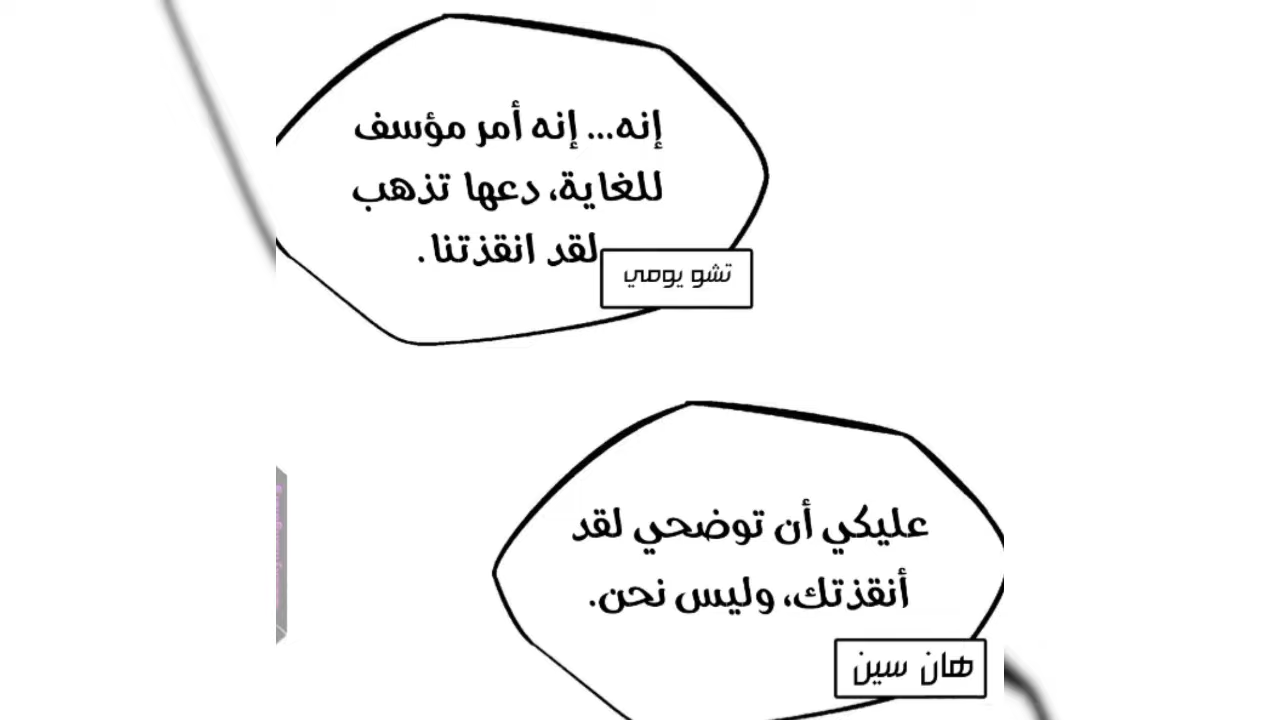 إنه... إنه أمر مؤسف
للغاية، دعها تذهب
لقد انقذتنا.
تشو يومي
عليكي أن توضحي لقد
أنقذتك، وليس نحن.
هان سين